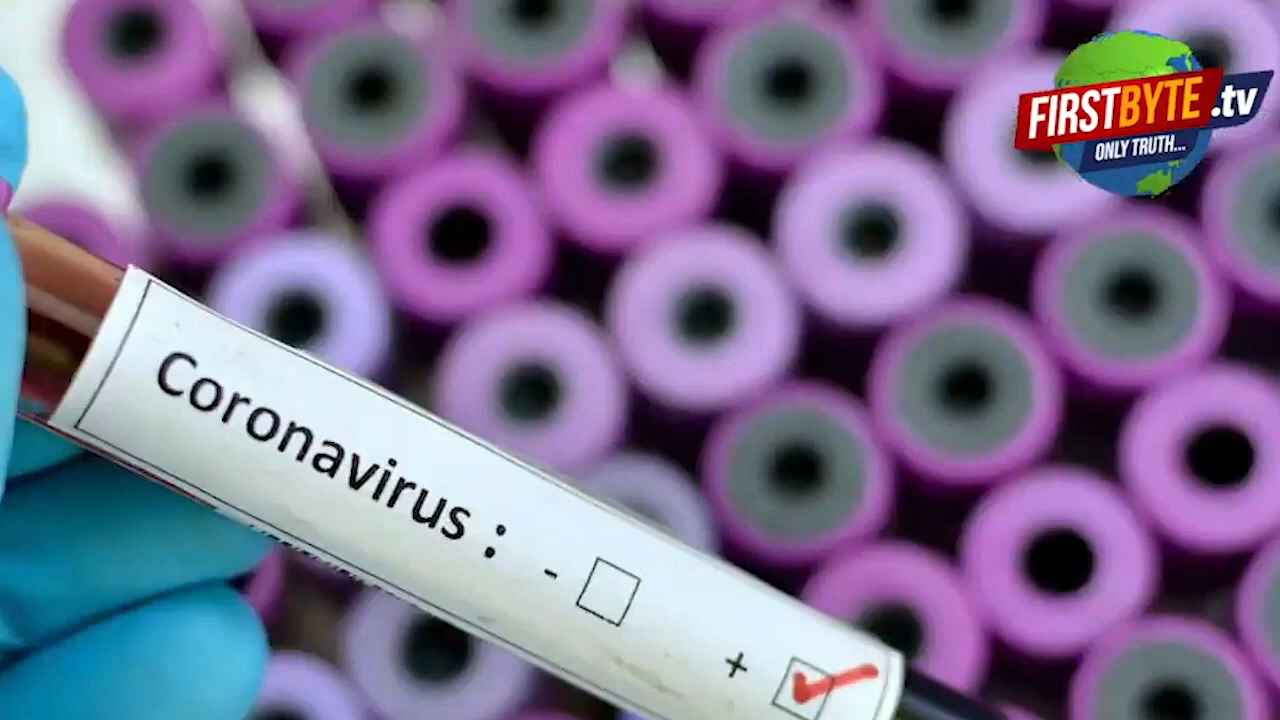 FIRSTBYTE.tv
ONLY TRUTH...
Coronavirus :
- ☐
+ ☑